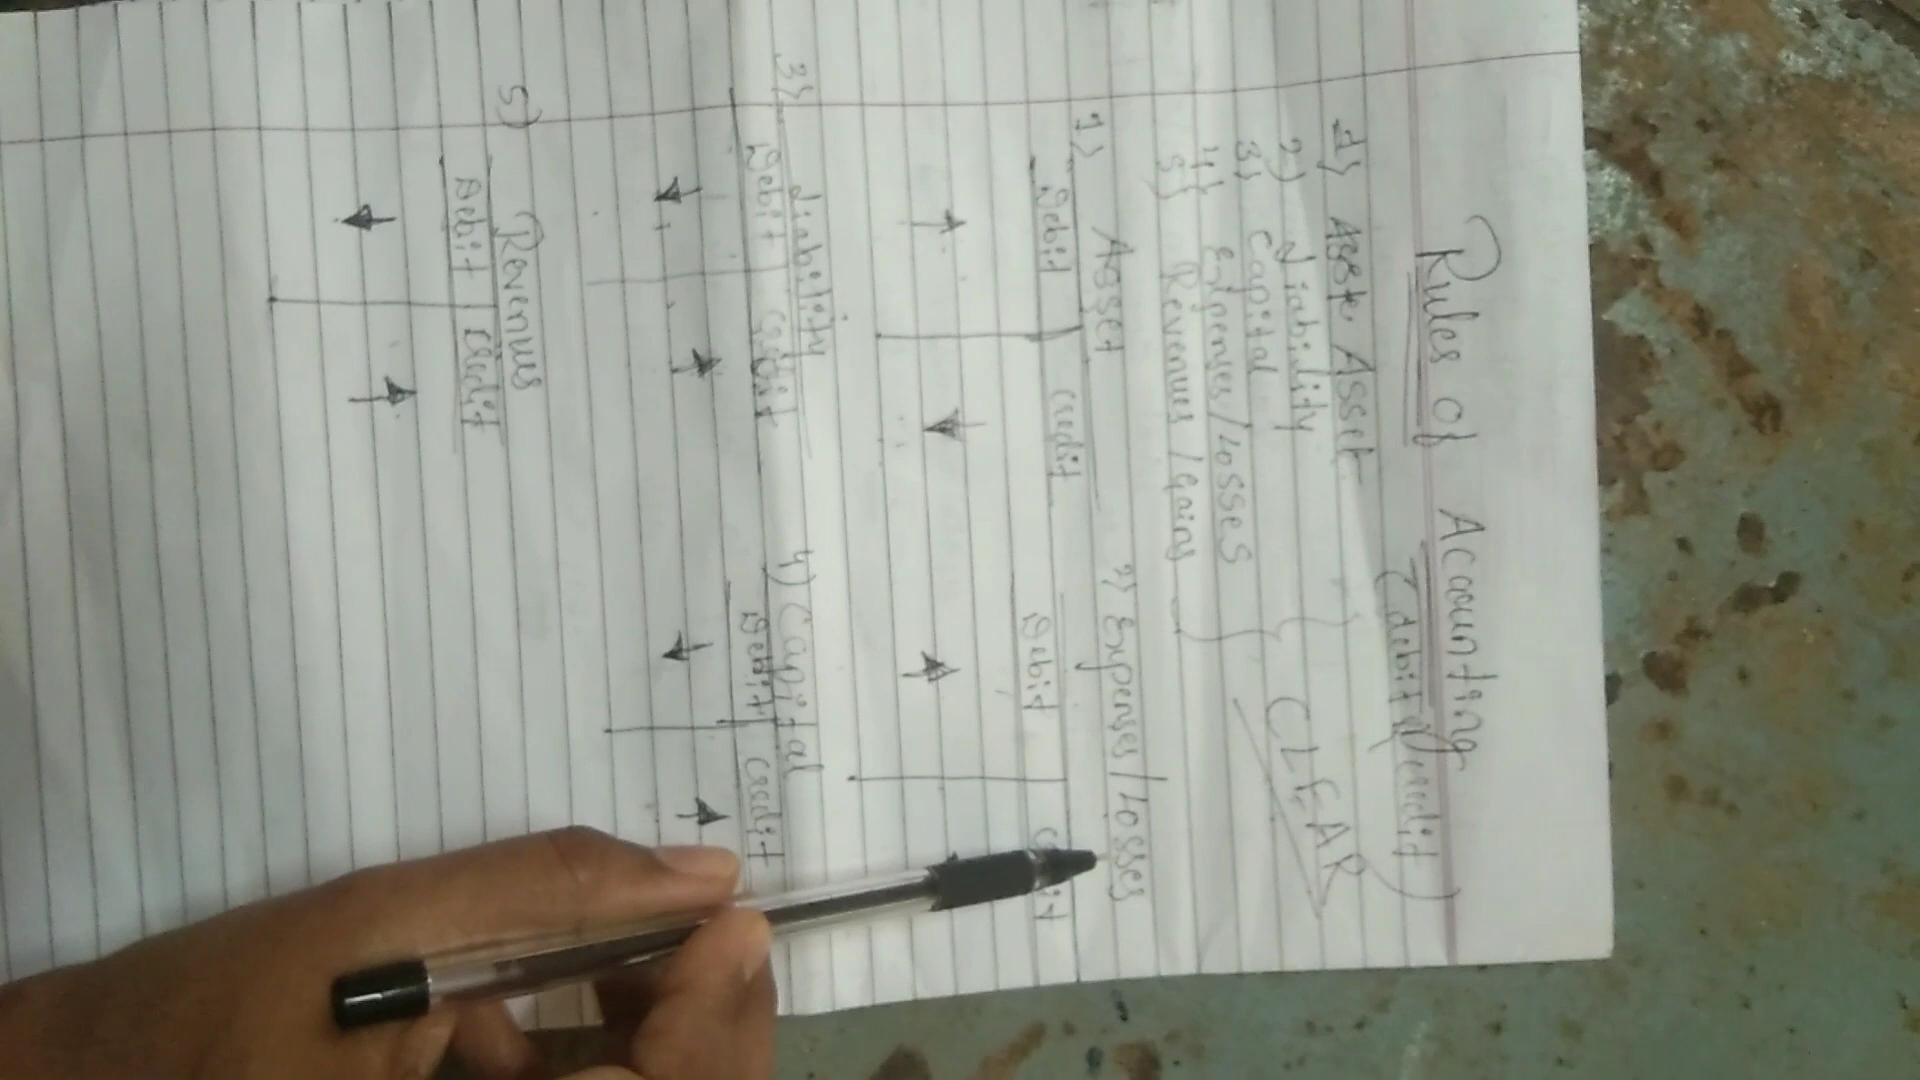 Rules of Accounting
(debit & credit)
1) Asset
2) Liability
3) Capital
4) Expenses/Losses
5) Revenues/Gains
CLEAR
1) Asset
Debit Credit
2) Expenses/Losses
Debit
3) Liability
Debit Credit
4) Capital
Debit Credit
5) Revenues
Debit Credit